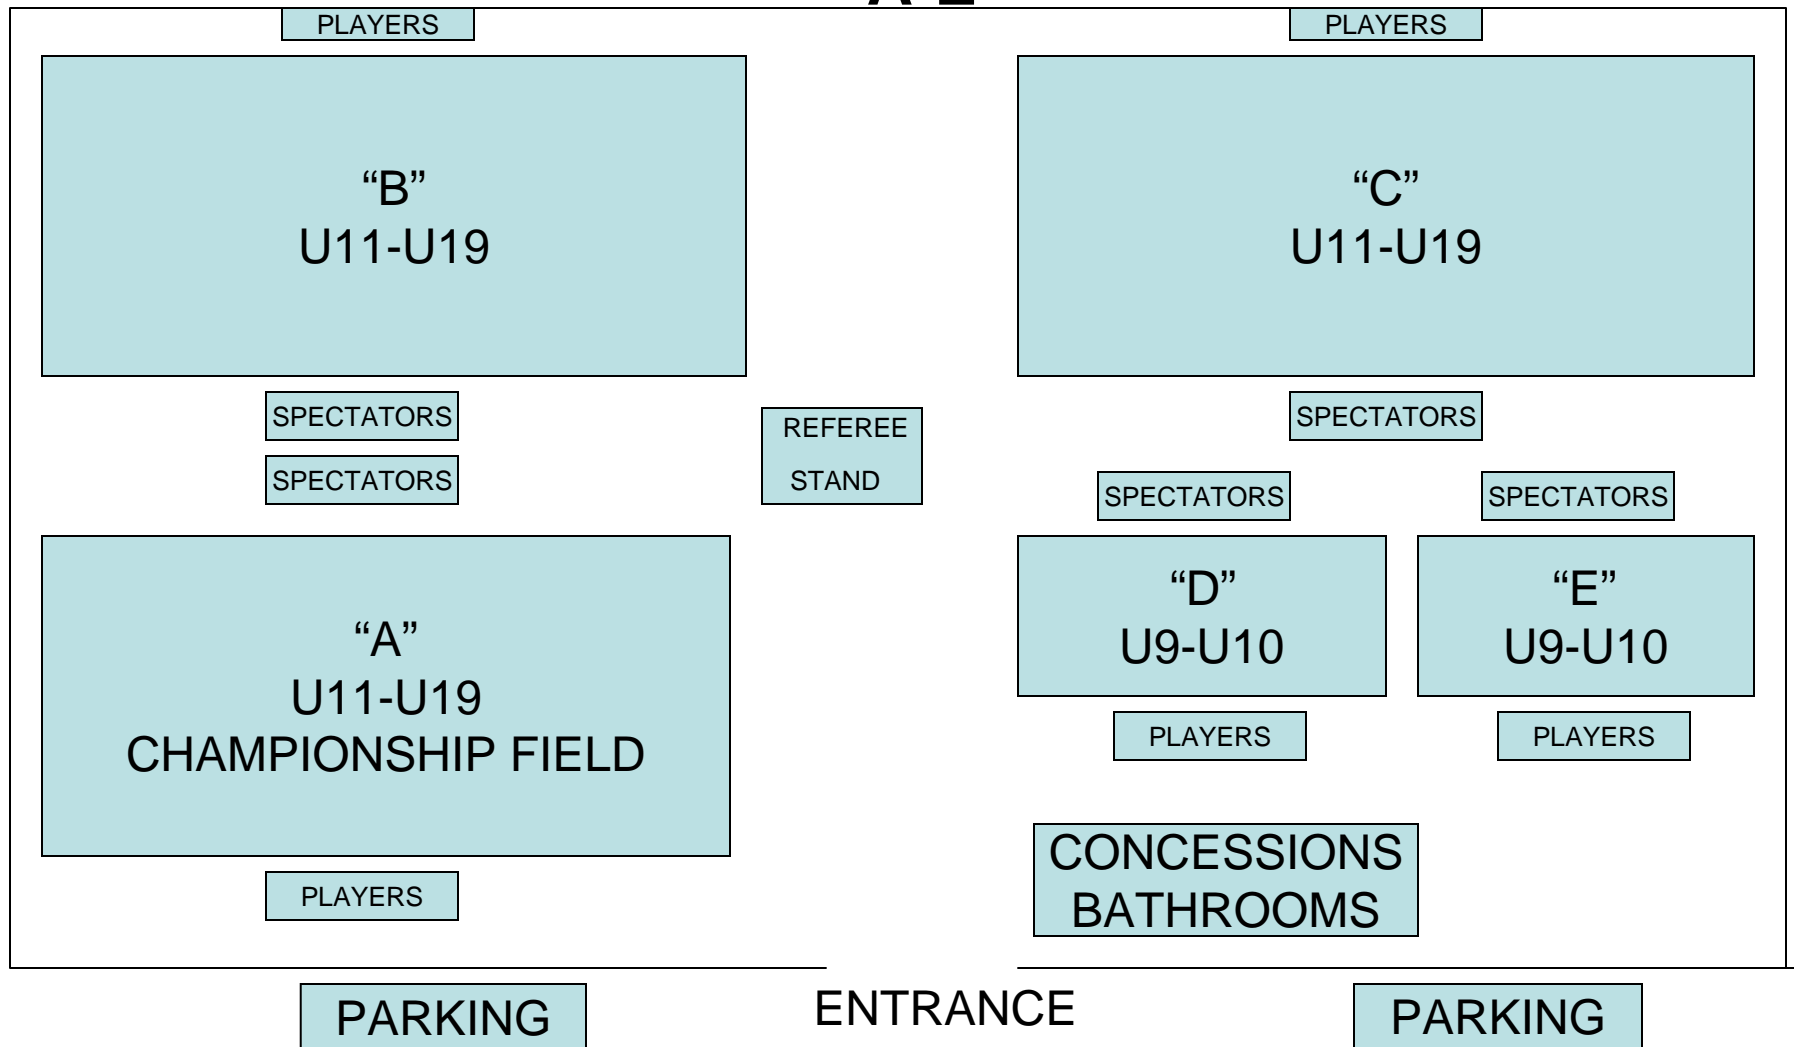 PLAYERS
PLAYERS
“B”
U11-U19
“C”
U11-U19
SPECTATORS
SPECTATORS
REFEREE
STAND
SPECTATORS
SPECTATORS
SPECTATORS
“A”
U11-U19
CHAMPIONSHIP FIELD
“D”
U9-U10
“E”
U9-U10
PLAYERS
PLAYERS
PLAYERS
CONCESSIONS
BATHROOMS
PARKING
ENTRANCE
PARKING